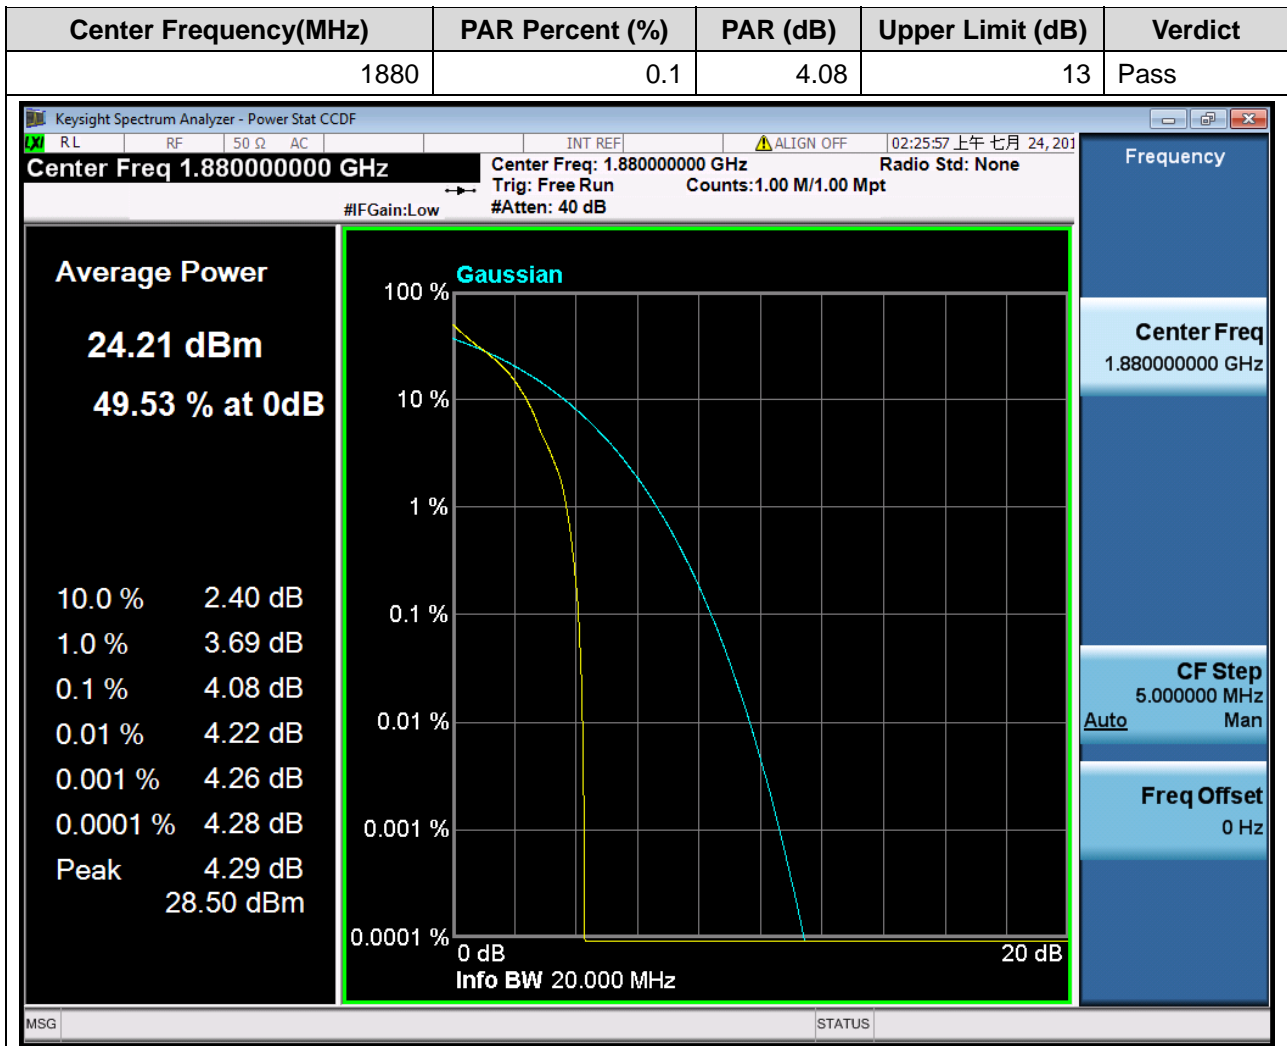 Center Frequency(MHz) PAR Percent (%) PAR (dB) Upper Limit (dB) Verdict
1880 0.1 4.08 13 Pass
Keysight Spectrum Analyzer - Power Stat CCDF
LXI RL RF 50 Ω AC INT REF ALIGN OFF 02:25:57 上午 七月 24, 201
Center Freq 1.880000000 GHz
Center Freq: 1.880000000 GHz Radio Std: None
Trig: Free Run Counts:1.00 M/1.00 Mpt
#IFGain:Low #Atten: 40 dB
Average Power
24.21 dBm
49.53 % at 0dB
10.0 % 2.40 dB
1.0 % 3.69 dB
0.1 % 4.08 dB
0.01 % 4.22 dB
0.001 % 4.26 dB
0.0001 % 4.28 dB
Peak 4.29 dB
28.50 dBm
Gaussian
100 %
10 %
1 %
0.1 %
0.01 %
0.001 %
0.0001 %
0 dB 20 dB
Info BW 20.000 MHz
Frequency
Center Freq
1.880000000 GHz
CF Step
5.000000 MHz
Auto Man
Freq Offset
0 Hz
MSG STATUS